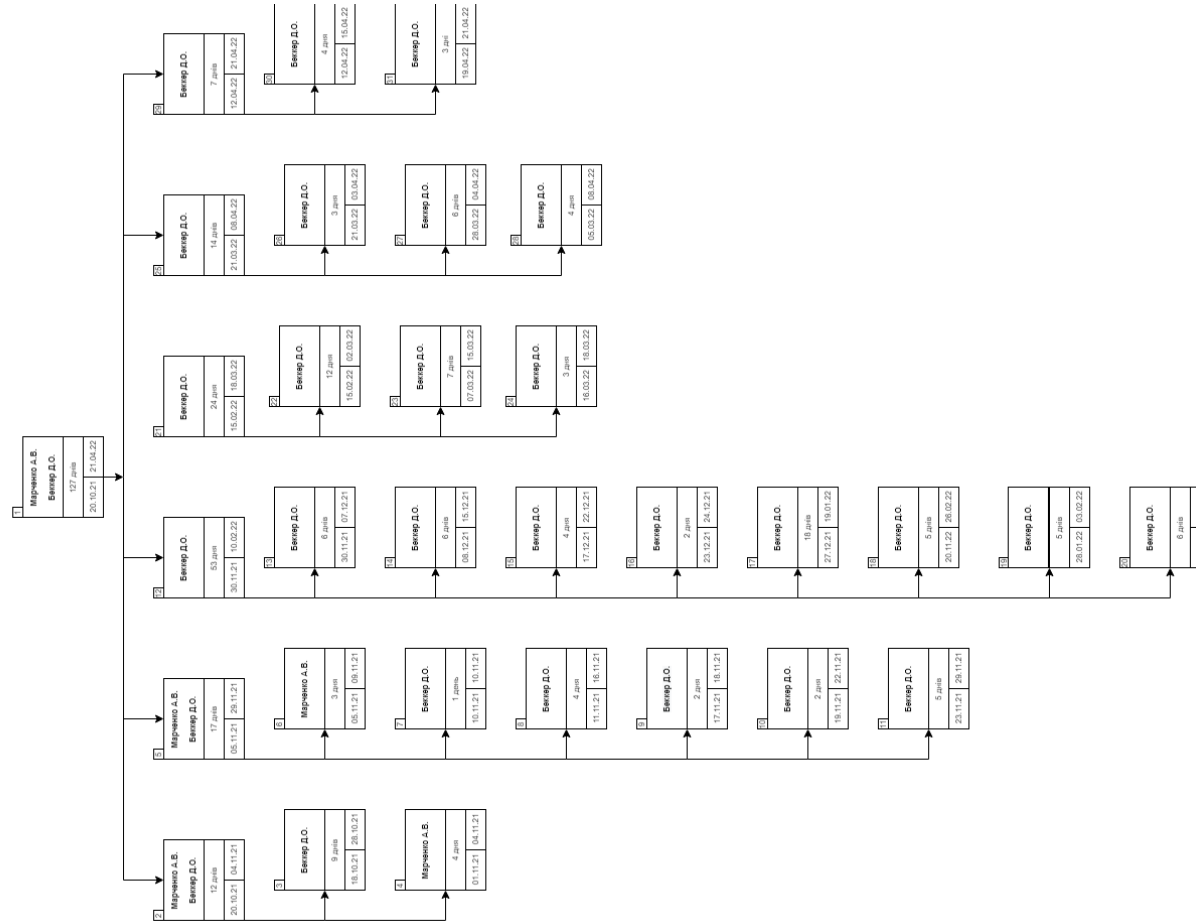 1
Марченко А.В.
Беккер Д.О.
127 днів
20.10.21 21.04.22
2
Марченко А.В.
Беккер Д.О.
12 днів
20.10.21 04.11.21
3
Беккер Д.О.
9 днів
18.10.21 28.10.21
4
Марченко А.В.
4 дня
01.11.21 04.11.21
5
Марченко А.В.
Беккер Д.О.
17 днів
05.11.21 29.11.21
6
Марченко А.В.
3 дня
05.11.21 09.11.21
7
Беккер Д.О.
1 день
10.11.21 10.11.21
8
Беккер Д.О.
4 дня
11.11.21 16.11.21
9
Беккер Д.О.
2 дня
17.11.21 18.11.21
10
Беккер Д.О.
2 дня
19.11.21 22.11.21
11
Беккер Д.О.
5 днів
23.11.21 29.11.21
12
Беккер Д.О.
53 дня
30.11.21 10.02.22
13
Беккер Д.О.
6 днів
30.11.21 07.12.21
14
Беккер Д.О.
6 днів
08.12.21 15.12.21
15
Беккер Д.О.
4 дня
17.12.21 22.12.21
16
Беккер Д.О.
2 дня
23.12.21 24.12.21
17
Беккер Д.О.
18 днів
27.12.21 19.01.22
18
Беккер Д.О.
5 днів
20.11.22 26.02.22
19
Беккер Д.О.
5 днів
28.01.22 03.02.22
20
Беккер Д.О.
6 днів
21
Беккер Д.О.
24 дня
15.02.22 18.03.22
22
Беккер Д.О.
12 дня
15.02.22 02.03.22
23
Беккер Д.О.
7 днів
07.03.22 15.03.22
24
Беккер Д.О.
3 дня
16.03.22 18.03.22
25
Беккер Д.О.
14 днів
21.03.22 08.04.22
26
Беккер Д.О.
3 дня
21.03.22 03.04.22
27
Беккер Д.О.
6 днів
28.03.22 04.04.22
28
Беккер Д.О.
4 дня
05.03.22 08.04.22
29
Беккер Д.О.
7 днів
12.04.22 21.04.22
30
Беккер Д.О.
4 дня
12.04.22 15.04.22
31
Беккер Д.О.
3 дні
19.04.22 21.04.22